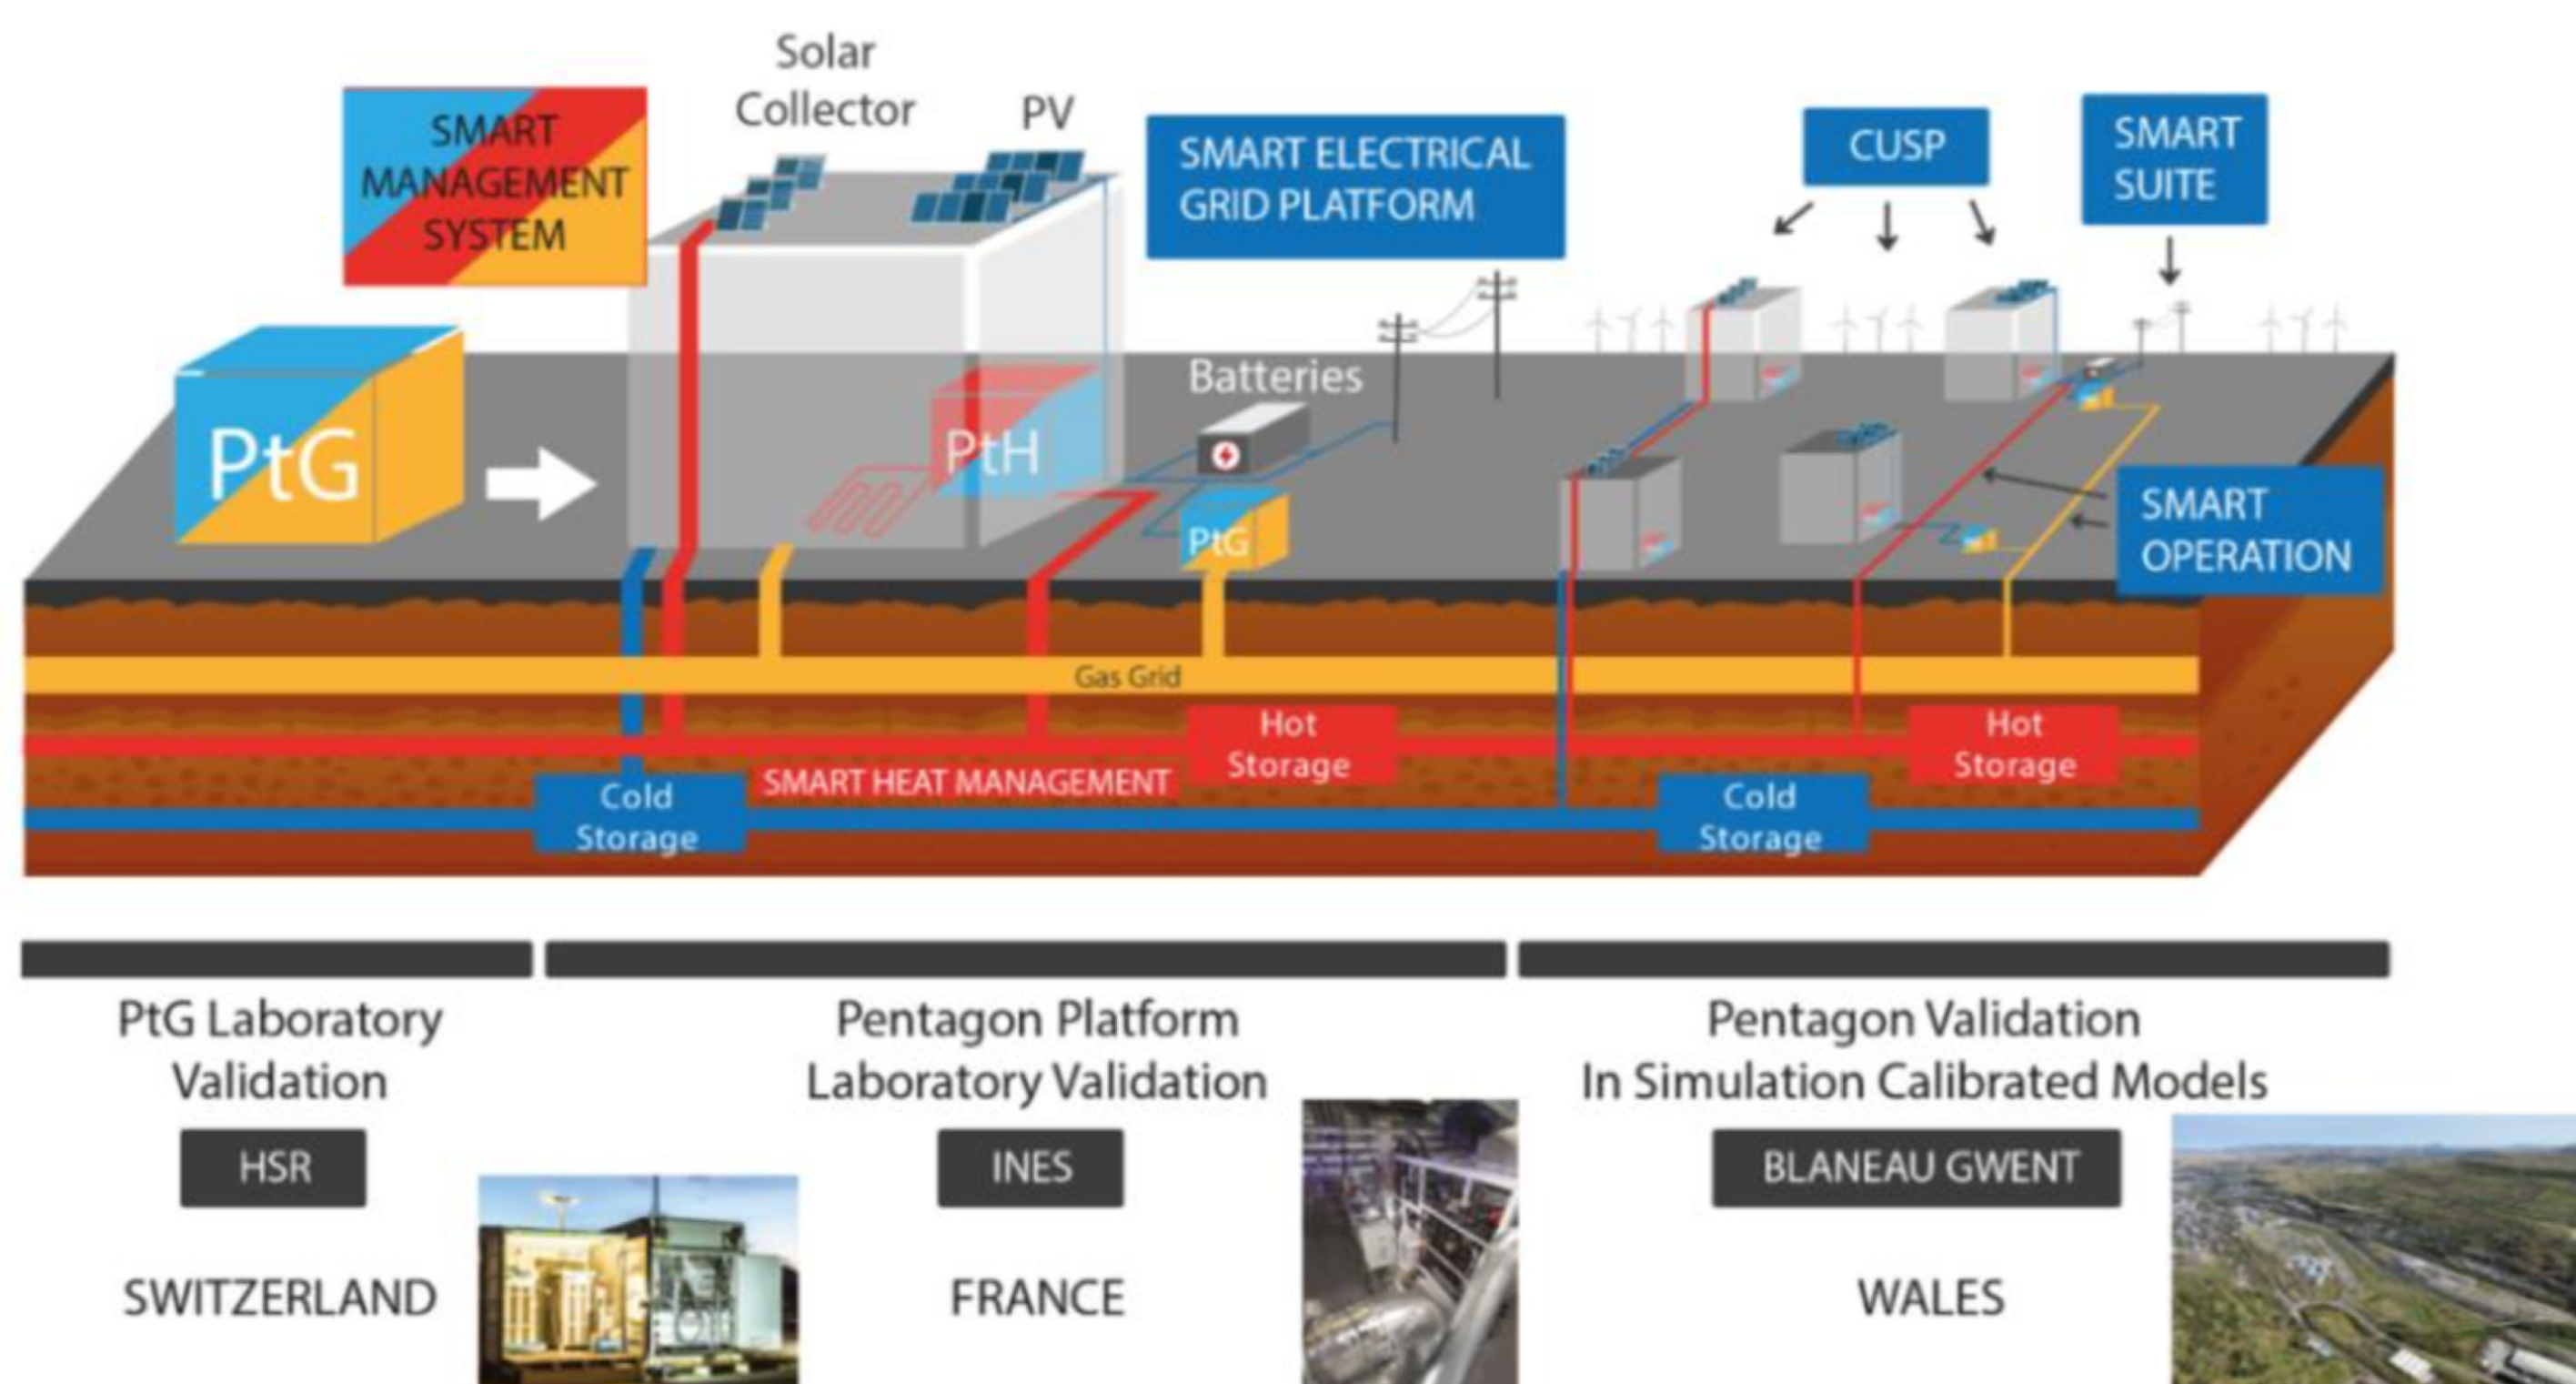 Solar
Collector
PV
SMART
MANAGEMENT
SYSTEM
SMART ELECTRICAL
GRID PLATFORM
CUSP
SMART
SUITE
Batteries
PtG
PtH
PtG
SMART
OPERATION
Gas Grid
Hot
Storage
Hot
Storage
SMART HEAT MANAGEMENT
Cold
Storage
Cold
Storage
PtG Laboratory
Validation
HSR
SWITZERLAND
Pentagon Platform
Laboratory Validation
INES
FRANCE
Pentagon Validation
In Simulation Calibrated Models
BLANEAU GWENT
WALES